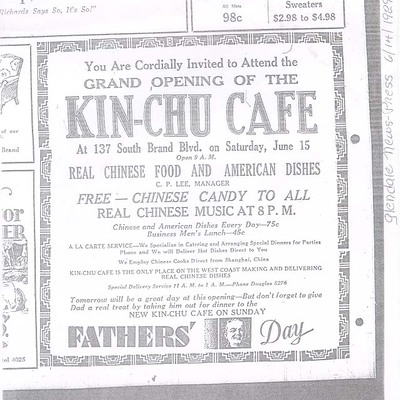 Richards Says So, It's So!"
98c
Sweaters
$2.98 to $4.98
You Are Cordially Invited to Attend the
GRAND OPENING OF THE
KIN-CHU CAFE
At 137 South Brand Blvd. on Saturday, June 15
Open 9 A.M.
REAL CHINESE FOOD AND AMERICAN DISHES
C. P. LEE, MANAGER
FREE—CHINESE CANDY TO ALL
REAL CHINESE MUSIC AT 8 P. M.
Chinese and American Dishes Every Day—75c
Business Men's Lunch—45c
A LA CARTE SERVICE—We Specialize in Catering and Arranging Special Dinners for Parties
Phone and We will Deliver Hot Dishes Direct to You
We Employ Chinese Cooks Direct from Shanghai, China
KIN-CHU CAFE IS THE ONLY PLACE ON THE WEST COAST MAKING AND DELIVERING
REAL CHINESE DISHES
Special Delivery Service 11 A. M. to 1 A. M.—Phone Douglas 5276
Tomorrow will be a great day at this opening—But don't forget to give
Dad a real treat by taking him out for dinner to the
NEW KIN-CHU CAFE ON SUNDAY
FATHERS' Day
of our
Brand
or
4025
Glendale News-Press 6/14/1929